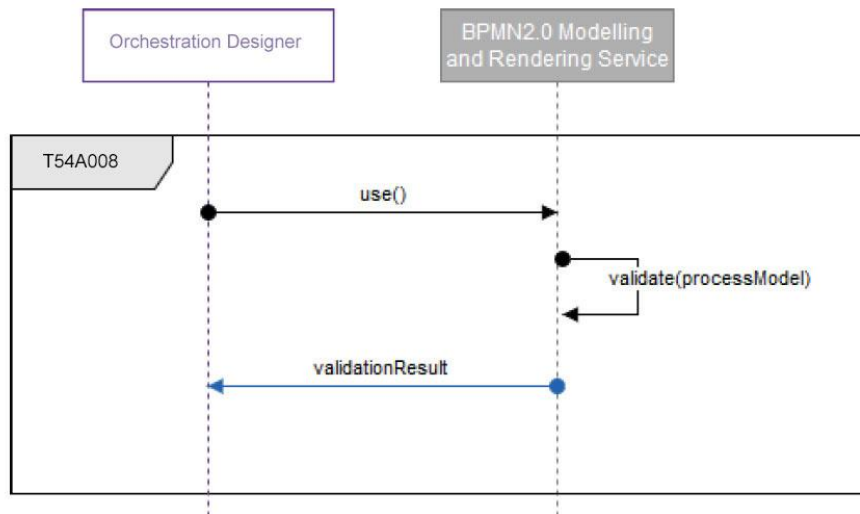 Orchestration Designer
BPMN2.0 Modelling
and Rendering Service
T54A008
use()
validate(processModel)
validationResult